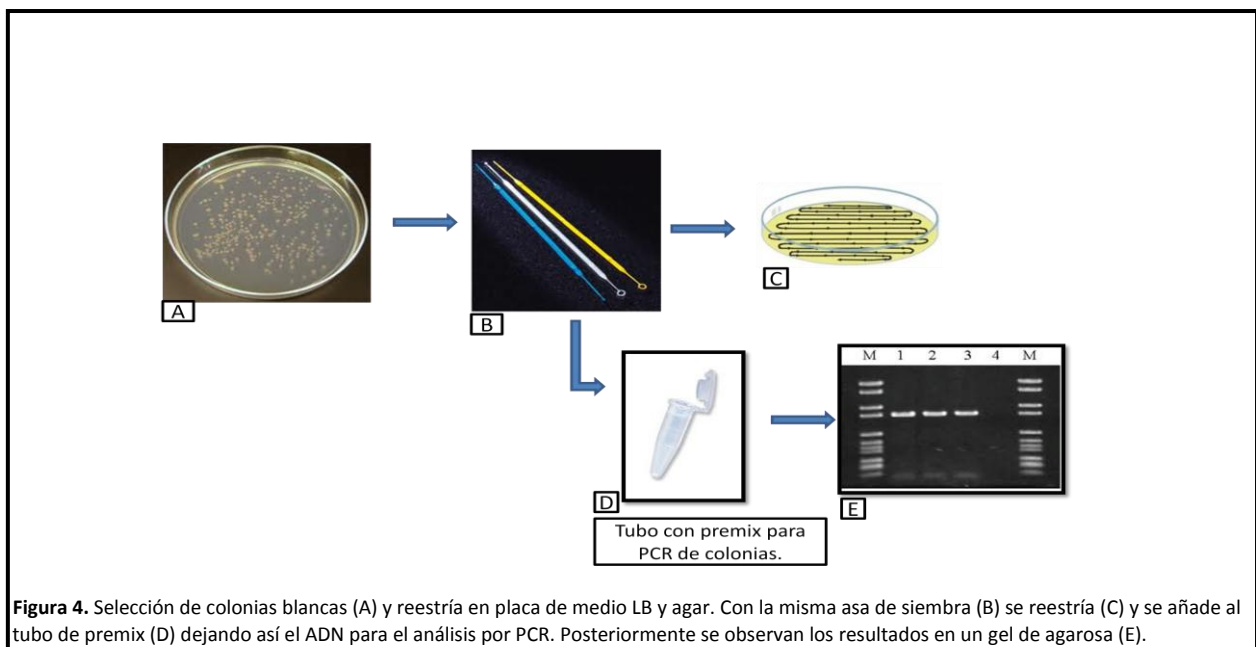 A
B
C
D
Tubo con premix para
PCR de colonias.
M 1 2 3 4 M
E
Figura 4. Selección de colonias blancas (A) y reestría en placa de medio LB y agar. Con la misma asa de siembra (B) se reestría (C) y se añade al
tubo de premix (D) dejando así el ADN para el análisis por PCR. Posteriormente se observan los resultados en un gel de agarosa (E).